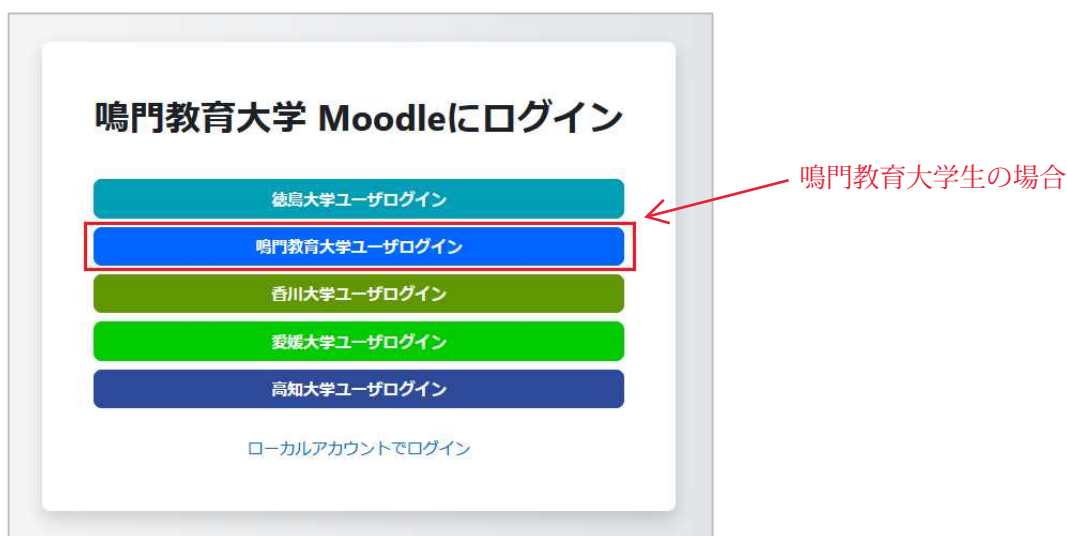 鳴門教育大学 Moodleにログイン
鳴門教育大学生の場合
徳島大学ユーザログイン
鳴門教育大学ユーザログイン
香川大学ユーザログイン
愛媛大学ユーザログイン
高知大学ユーザログイン
ローカルアカウントでログイン